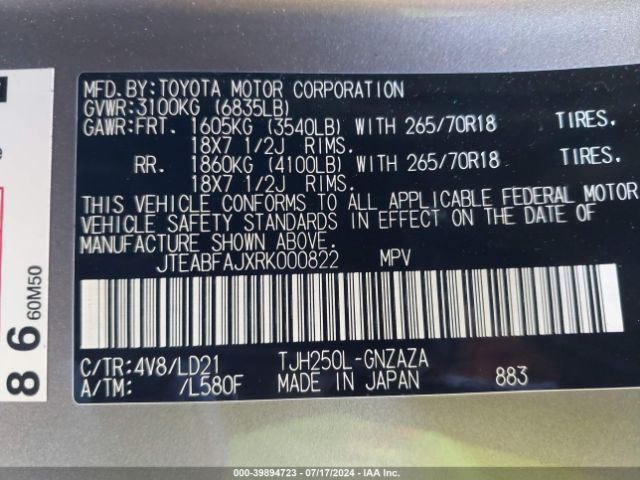 MFD.BY:TOYOTA MOTOR CORPORATION
GVWR:3100KG (6835LB)
GAWR:FRT. 1605KG (3540LB) WITH 265/70R18 TIRES.
18X7 1/2J RIMS.
RR. 1860KG (4100LB) WITH 265/70R18 TIRES.
18X7 1/2J RIMS.
THIS VEHICLE CONFORMS TO ALL APPLICABLE FEDERAL MOTOR
VEHICLE SAFETY STANDARDS IN EFFECT ON THE DATE OF
MANUFACTURE SHOWN ABOVE.
JTEABFAJXRK000822 MPV
C/TR:4V8/LD21 TJH250L-GNZAZA
A/TM: /L580F MADE IN JAPAN 883
86
60M50
000-39894723 - 07/17/2024 - IAA Inc.